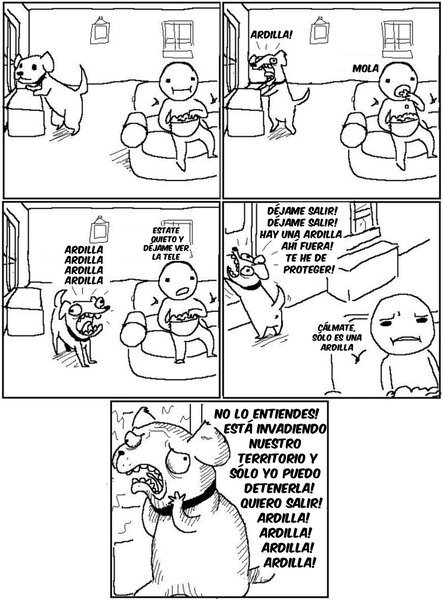 ARDILLA!
MOLA
ARDILLA
ARDILLA
ARDILLA
ARDILLA
ESTATE
QUIETO Y
DÉJAME VER
LA TELE
DÉJAME SALIR!
DÉJAME SALIR!
HAY UNA ARDILLA
AHÍ FUERA!
TE HE DE
PROTEGER!
CÁLMATE,
SÓLO ES UNA
ARDILLA
NO LO ENTIENDES!
ESTÁ INVADIENDO
NUESTRO
TERRITORIO Y
SÓLO YO PUEDO
DETENERLA!
QUIERO SALIR!
ARDILLA!
ARDILLA!
ARDILLA!
ARDILLA!